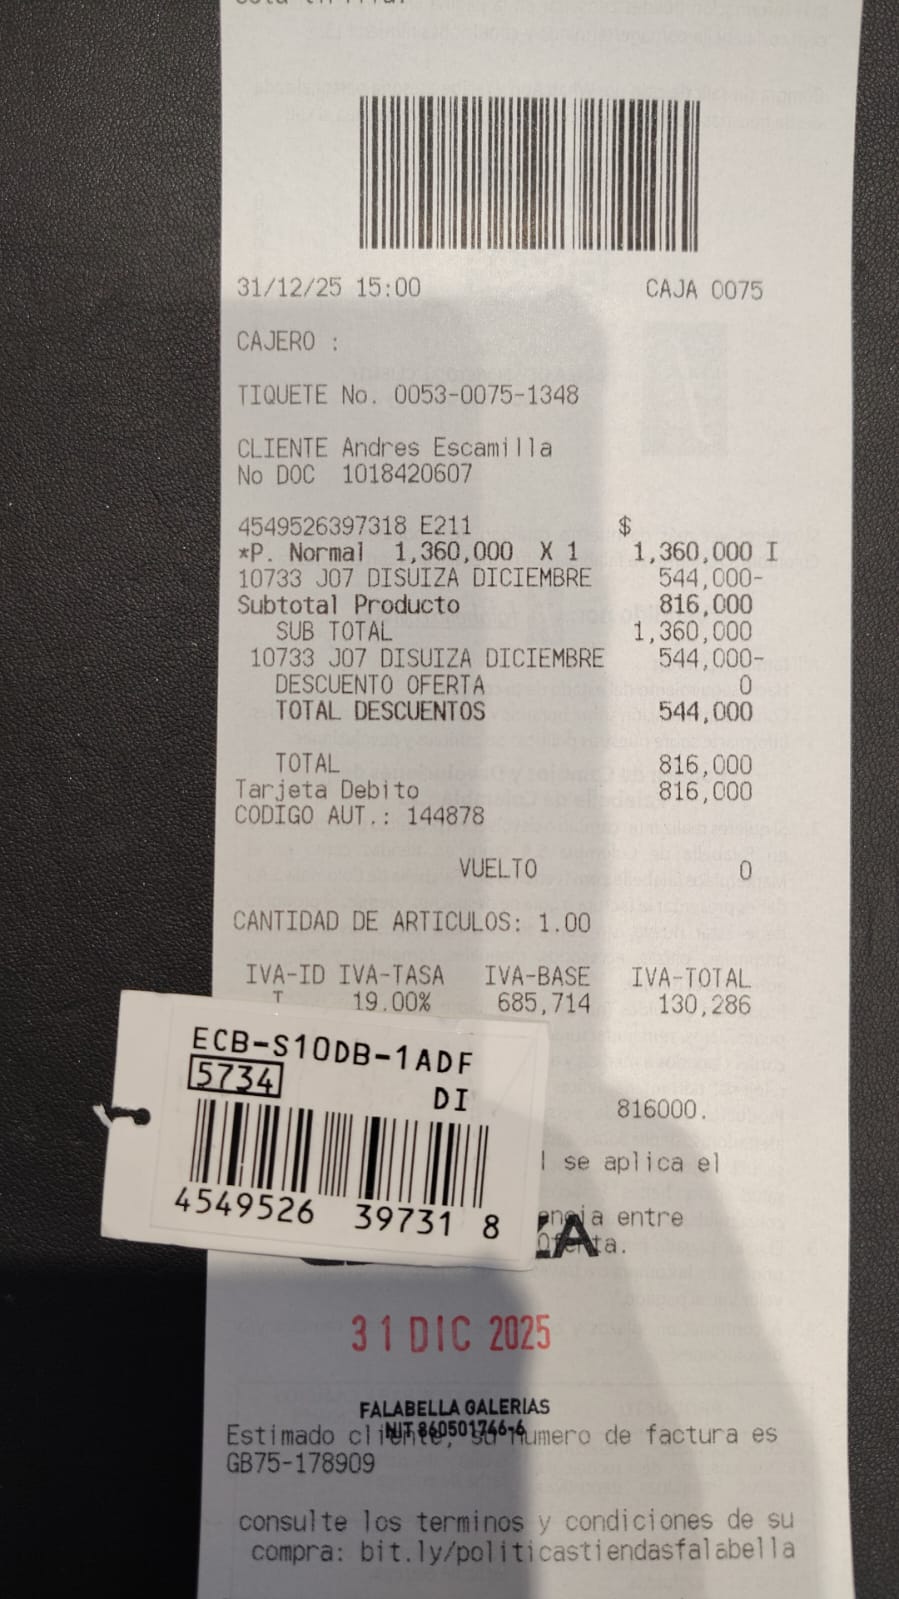 31/12/25 15:00 CAJA 0075
CAJERO :
TIQUETE No. 0053-0075-1348
CLIENTE Andres Escamilla
No DOC 1018420607
4549526397318 E211 $
*P. Normal 1,360,000 X 1 1,360,000 I
10733 J07 DISUIZA DICIEMBRE 544,000-
Subtotal Producto 816,000
SUB TOTAL 1,360,000
10733 J07 DISUIZA DICIEMBRE 544,000-
DESCUENTO OFERTA 0
TOTAL DESCUENTOS 544,000
TOTAL 816,000
Tarjeta Debito 816,000
CODIGO AUT.: 144878
VUELTO 0
CANTIDAD DE ARTICULOS: 1.00
IVA-ID IVA-TASA IVA-BASE IVA-TOTAL
19.00% 685,714 130,286
ECB-S10DB-1ADF
5734
DI
4549526 39731 8
816000.
se aplica el
entre
31 DIC 2025
FALABELLA GALERIAS
NIT 860501746-6
Estimado cliente, su numero de factura es
GB75-178909
consulte los terminos y condiciones de su
compra: bit.ly/politicastiendasfalabella